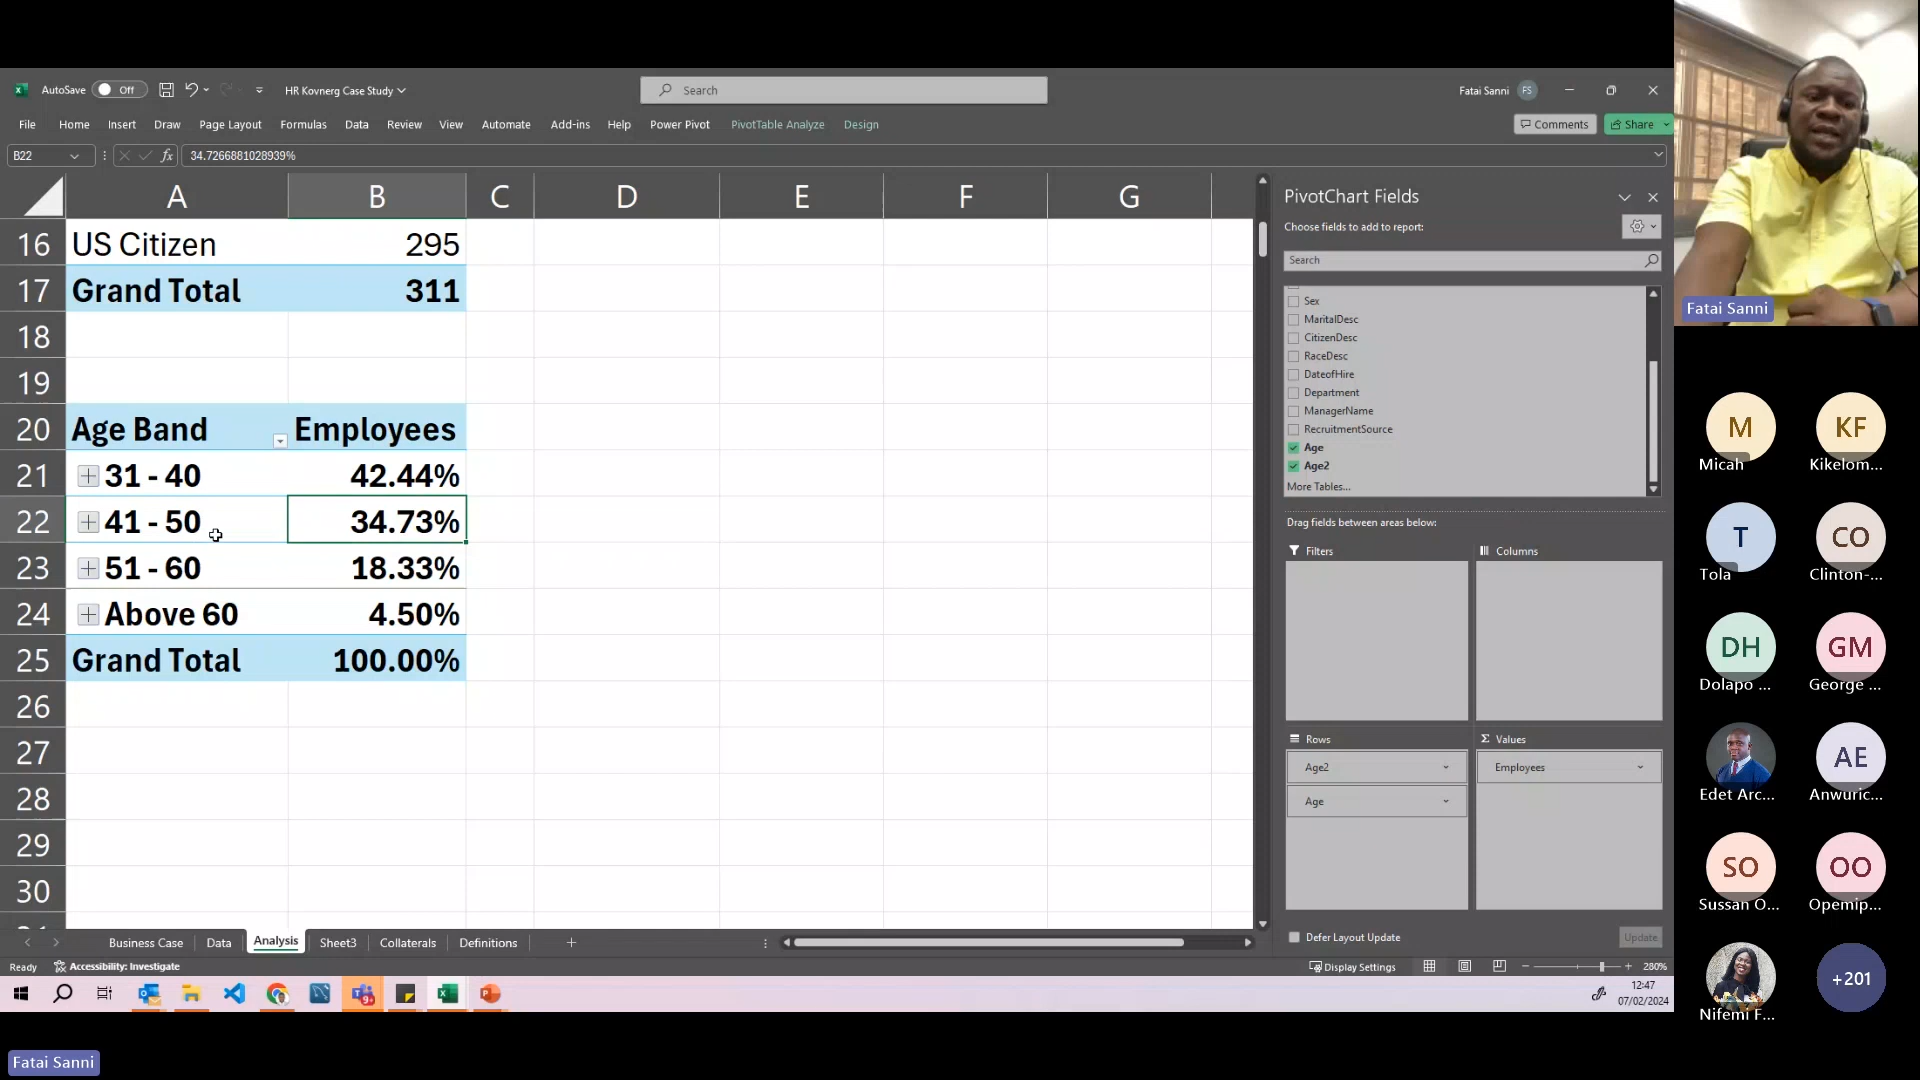 AutoSave Off HR Kovnerg Case Study Search Fatai Sanni FS
File Home Insert Draw Page Layout Formulas Data Review View Automate Add-ins Help Power Pivot PivotTable Analyze Design Comments Share
B22 fx 34.7266881028939%
A B C D E F G
16 US Citizen 295
17 Grand Total 311
18
19
20 Age Band Employees
21 31 - 40 42.44%
22 41 - 50 34.73%
23 51 - 60 18.33%
24 Above 60 4.50%
25 Grand Total 100.00%
26
27
28
29
30
PivotChart Fields
Choose fields to add to report:
Search
Sex
MaritalDesc
CitizenDesc
RaceDesc
DateofHire
Department
ManagerName
RecruitmentSource
Age
Age2
More Tables...
Drag fields between areas below:
Filters Columns
Rows Σ Values
Age2 Employees
Age
Defer Layout Update Update
Business Case Data Analysis Sheet3 Collaterals Definitions
Ready Accessibility: Investigate Display Settings 280%
9+
12:47
07/02/2024
Fatai Sanni
M KF
Micah Kikelom...
T CO
Tola Clinton-...
DH GM
Dolapo ... George ...
AE
Edet Arc... Anwuric...
SO OO
Sussan O... Opemip...
+201
Nifemi F...
Fatai Sanni